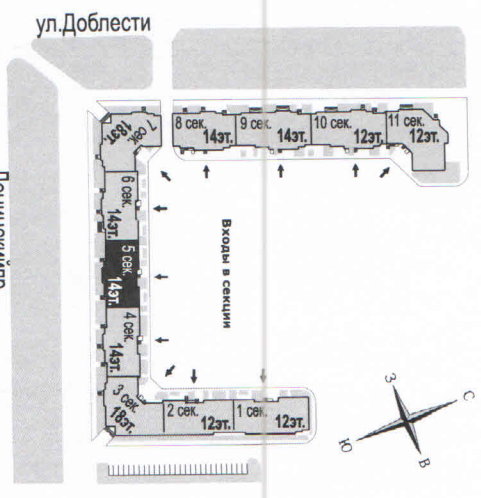 ул.Доблести
8 сек.
14эт.
9 сек.
14эт.
10 сек.
12эт.
11 сек.
12эт.
7 сек.
18эт.
6 сек.
14эт.
5 сек.
14эт.
4 сек.
14эт.
3 сек.
18эт.
2 сек.
12эт.
1 сек.
12эт.
Входы в секции
З
С
Ю
В